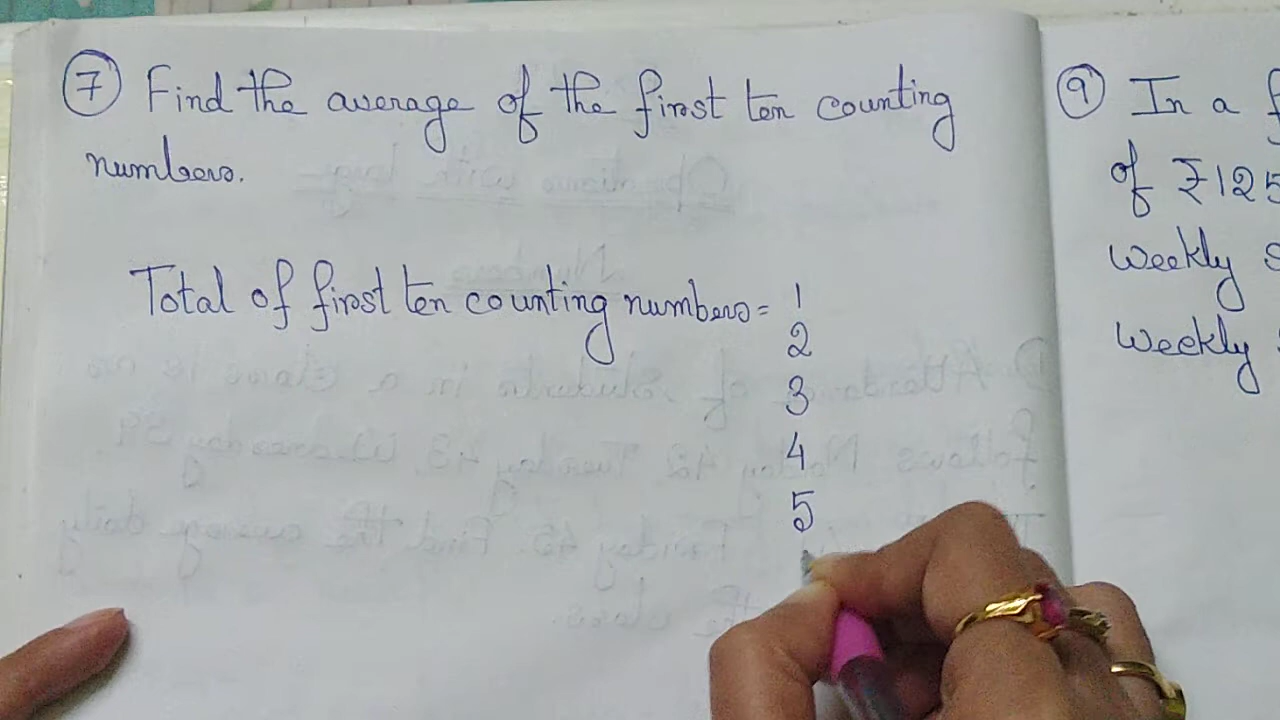 7 Find the average of the first ten counting
numbers.
Total of first ten counting numbers = 1
2
3
4
5
9 In a
of ₹125
Weekly
Weekly